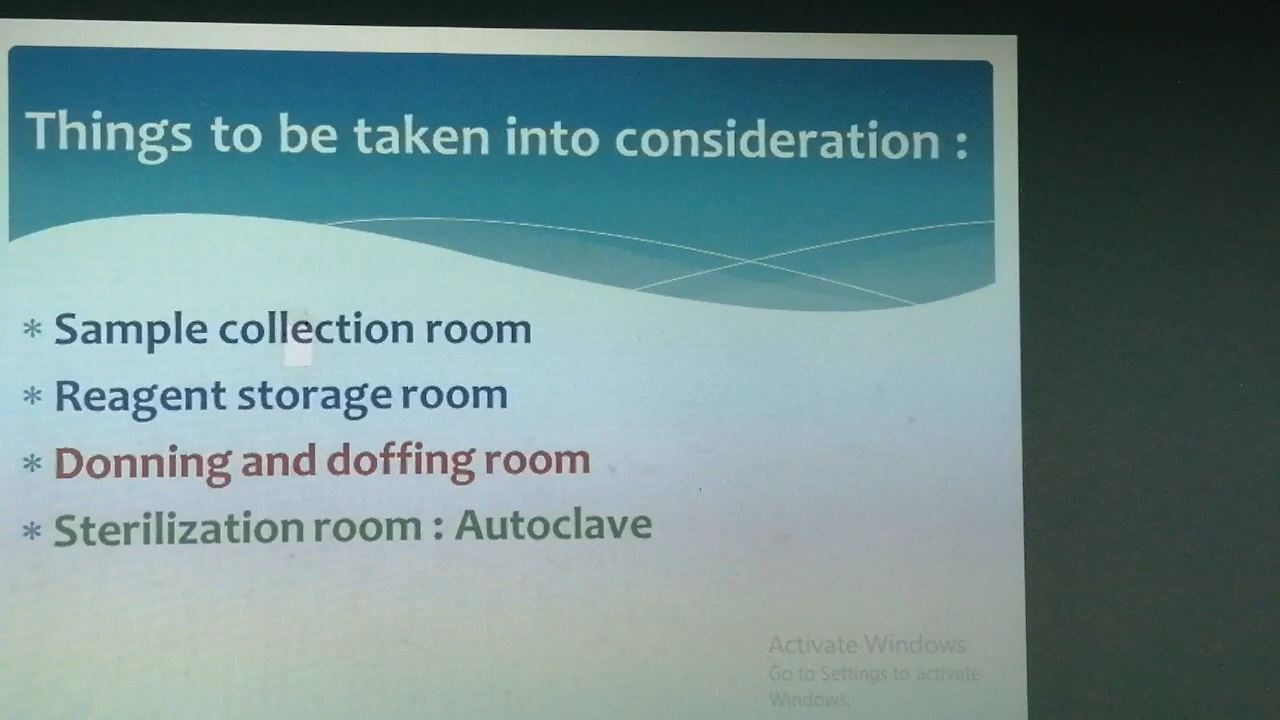 Things to be taken into consideration :
* Sample collection room
* Reagent storage room
* Donning and doffing room
* Sterilization room : Autoclave
Activate Windows
Go to Settings to activate
Windows.